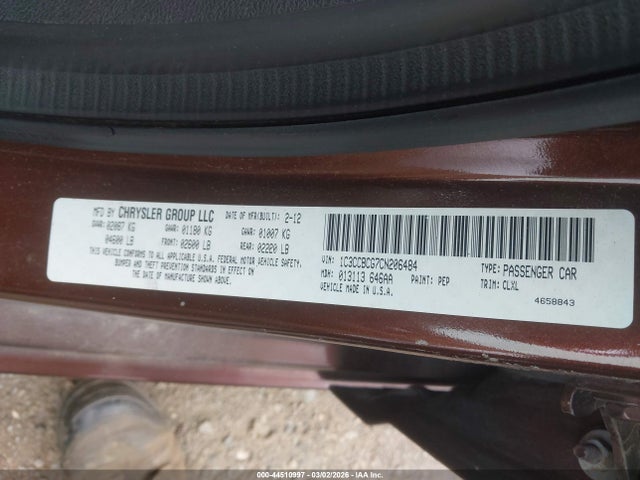 MFD BY CHRYSLER GROUP LLC DATE OF MFR(BUILT): 2-12
GVWR: 02087 KG GAWR: 01180 KG GAWR: 01007 KG
04600 LB FRONT: 02600 LB REAR: 02220 LB
THIS VEHICLE CONFORMS TO ALL APPLICABLE
BUMPER AND THEFT U.S.A. FEDERAL MOTOR VEHICLE SAFETY,
THE DATE OF MANUFACTURE SHOWN ABOVE. PREVENTION STANDARDS IN EFFECT ON
VIN: 1C3CCBCG7CN206484 TYPE: PASSENGER CAR
MDH: 013113 646AA PAINT: PEP TRIM: CLXL
VEHICLE MADE IN U.S.A.
4658843
000-44510997 - 03/02/2026 - IAA Inc.